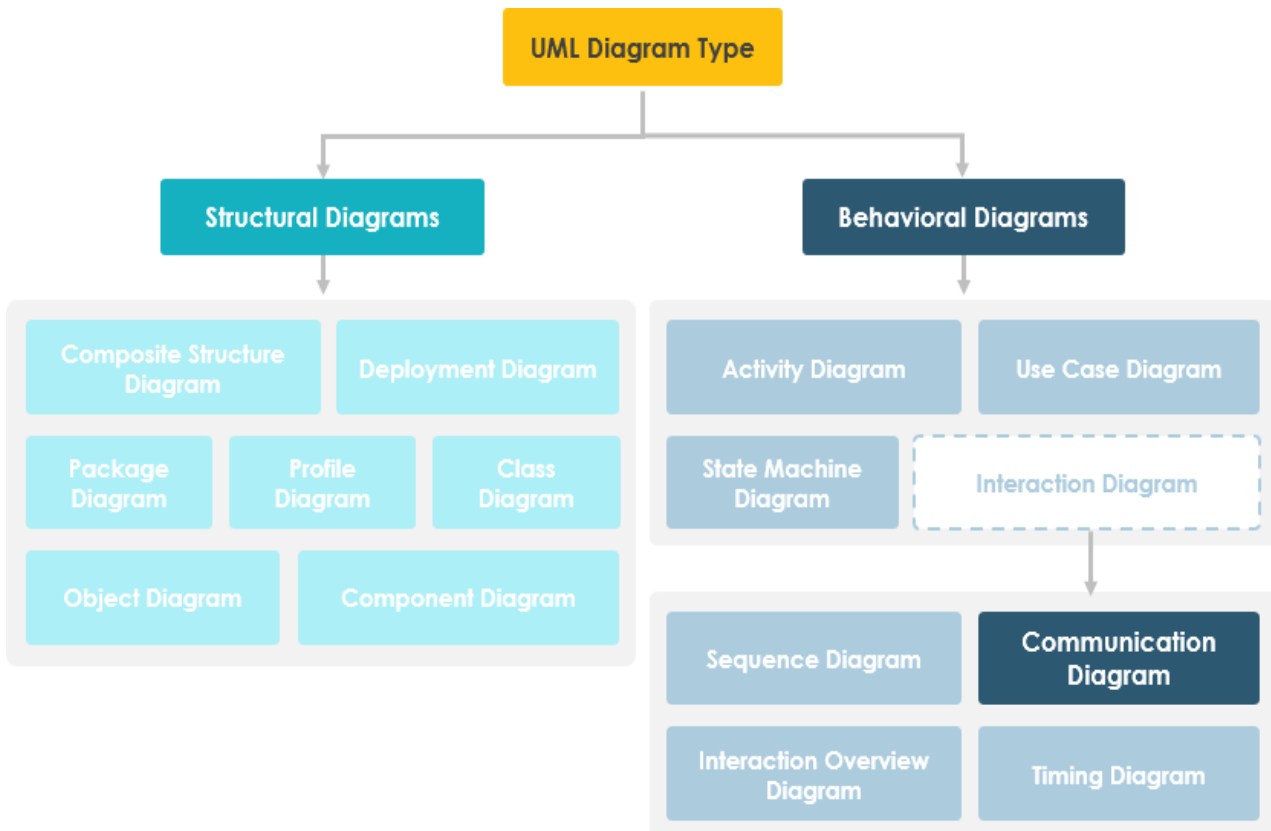 UML Diagram Type
Structural Diagrams
Behavioral Diagrams
Composite Structure
Diagram
Deployment Diagram
Package
Diagram
Profile
Diagram
Class
Diagram
Object Diagram
Component Diagram
Activity Diagram
Use Case Diagram
State Machine
Diagram
Interaction Diagram
Sequence Diagram
Communication
Diagram
Interaction Overview
Diagram
Timing Diagram